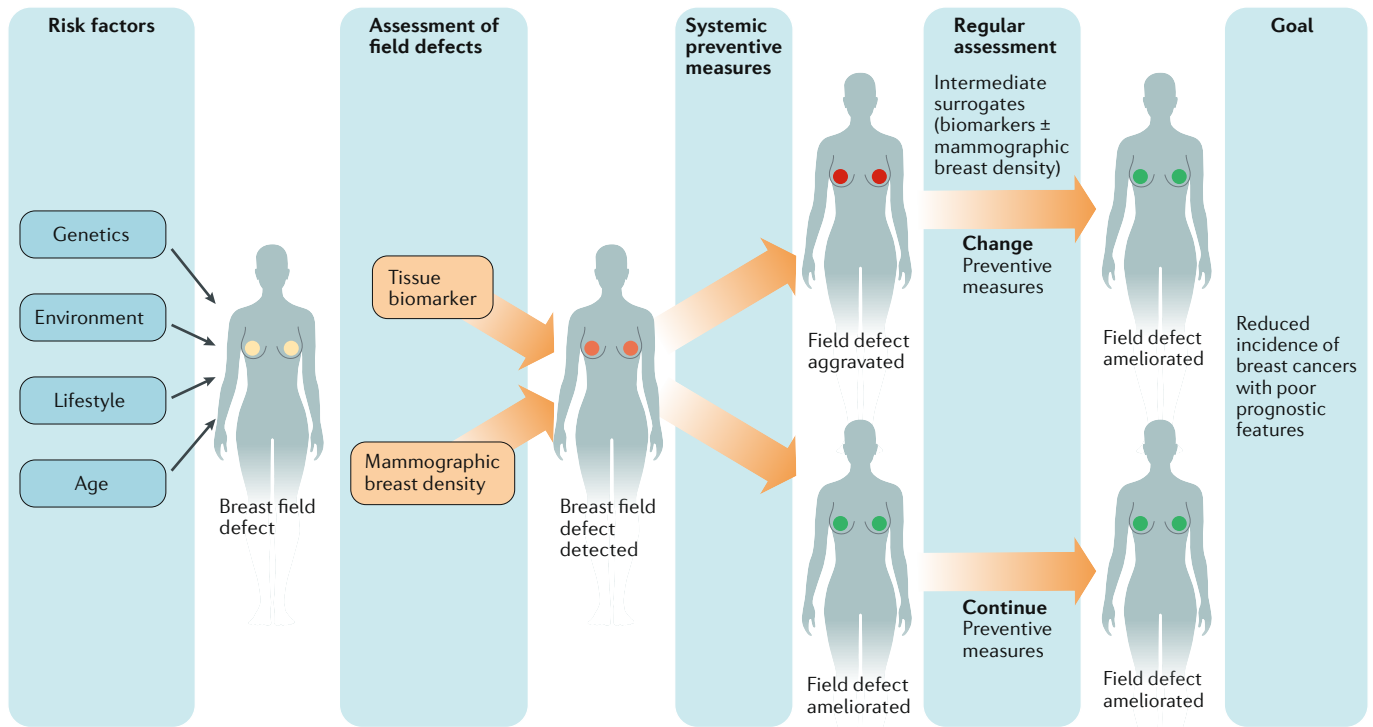 Risk factors
Genetics
Environment
Lifestyle
Age
Breast field
defect
Assessment of
field defects
Tissue
biomarker
Mammographic
breast density
Breast field
defect
detected
Systemic
preventive
measures
Field defect
aggravated
Field defect
ameliorated
Regular
assessment
Intermediate
surrogates
(biomarkers ±
mammographic
breast density)
Change
Preventive
measures
Continue
Preventive
measures
Field defect
ameliorated
Field defect
ameliorated
Goal
Reduced
incidence of
breast cancers
with poor
prognostic
features